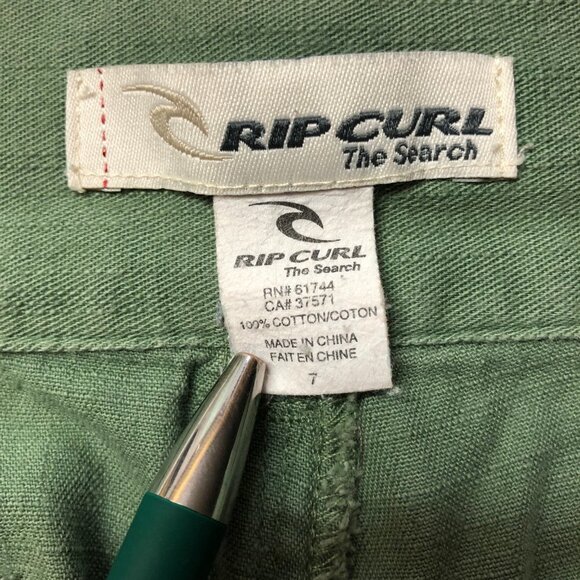 RIP CURL
The Search
RIP CURL
The Search
RN# 61744
CA# 37571
100% COTTON/COTON
MADE IN CHINA
FAIT EN CHINE
7